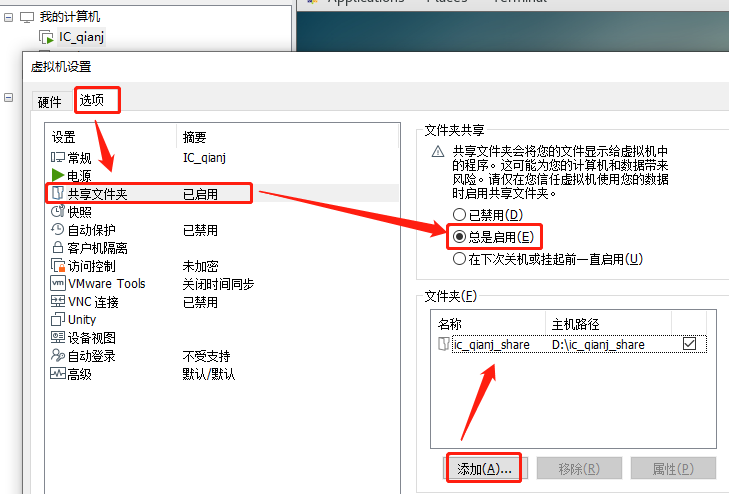 Applications Places Terminal
我的计算机
IC_qianj
虚拟机设置
硬件 选项
设置 摘要
常规 IC_qianj
电源
共享文件夹 已启用
快照
自动保护 已禁用
客户机隔离
访问控制 未加密
VMware Tools 关闭时间同步
VNC 连接 已禁用
Unity
设备视图
自动登录 不受支持
高级 默认/默认
文件夹共享
共享文件夹会将您的文件显示给虚拟机中
的程序。这可能为您的计算机和数据带来
风险。请仅在您信任虚拟机使用您的数据
时启用共享文件夹。
已禁用(D)
总是启用(E)
在下次关机或挂起前一直启用(U)
文件夹(F)
名称 主机路径
ic_qianj_share D:\ic_qianj_share
添加(A)... 移除(R) 属性(P)